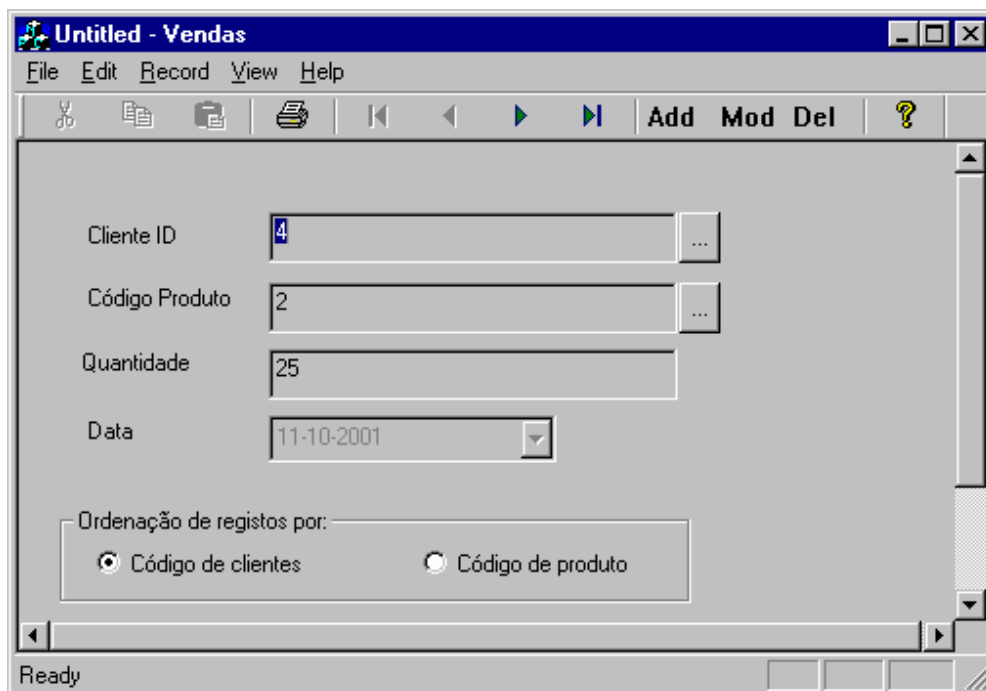 Untitled - Vendas
File Edit Record View Help
Add Mod Del
Cliente ID 4 ...
Código Produto 2 ...
Quantidade 25
Data 11-10-2001
Ordenação de registos por:
Código de clientes Código de produto
Ready